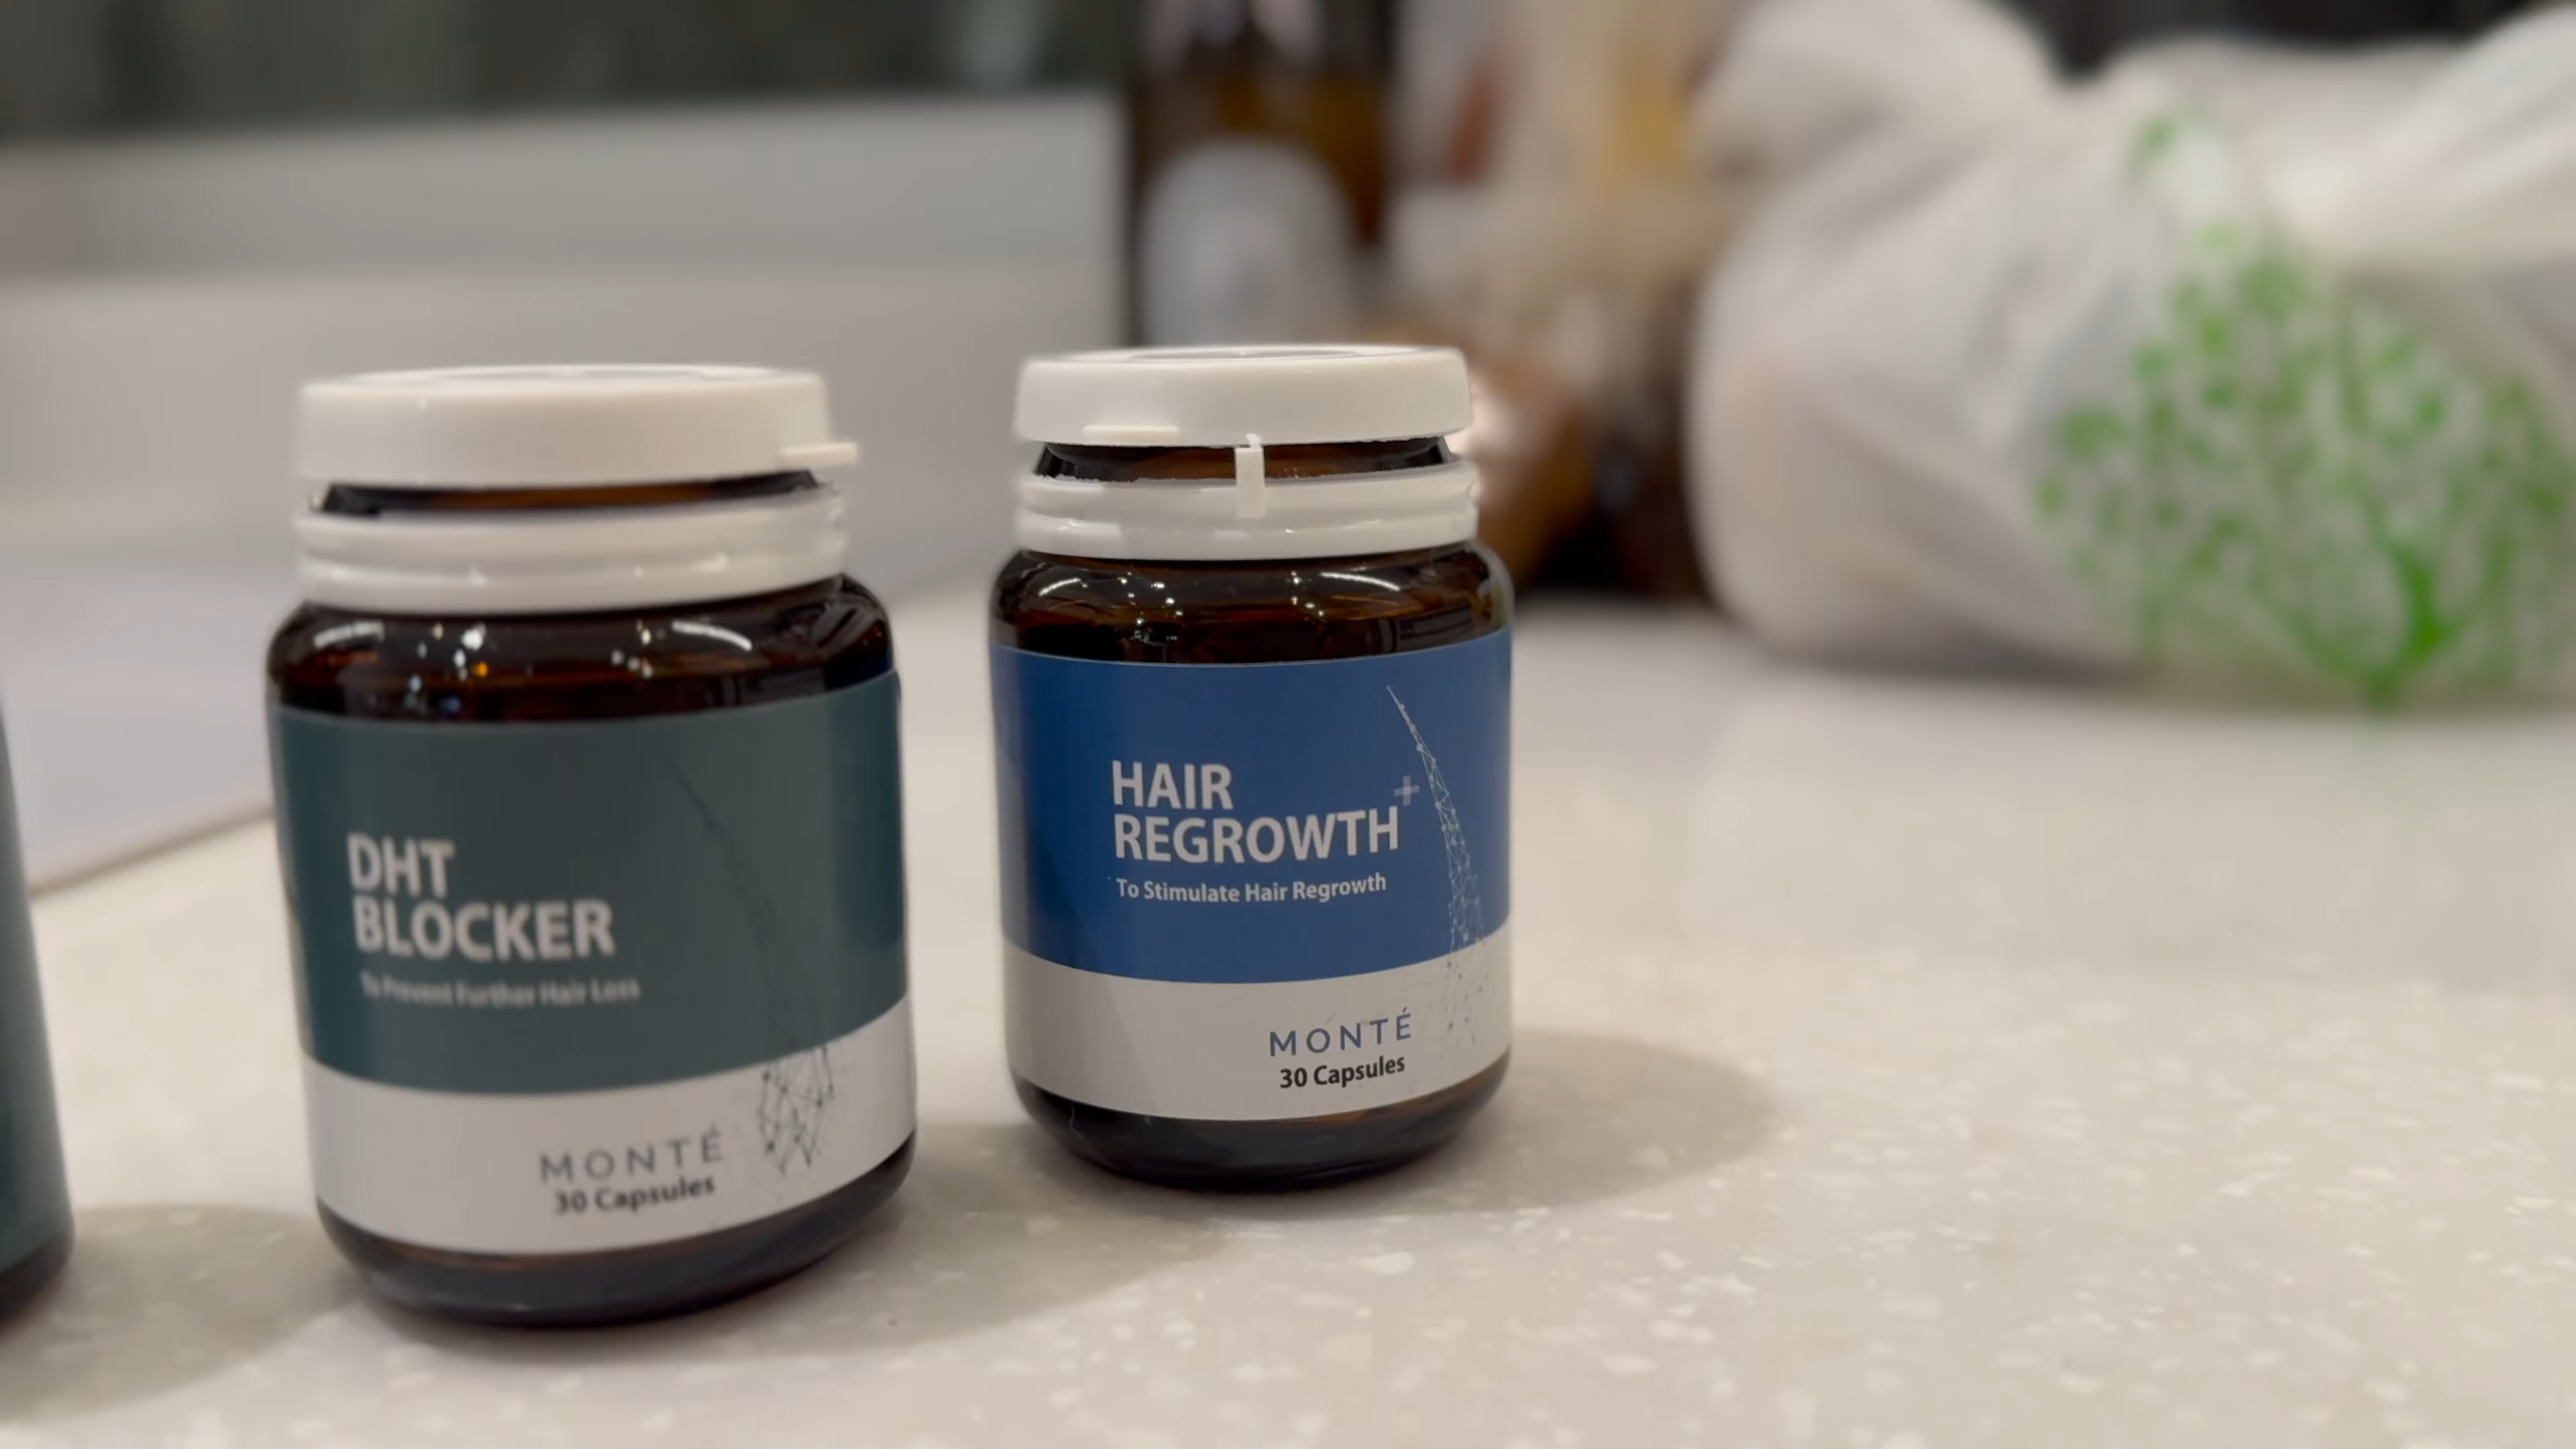 DHT
BLOCKER
To Prevent Further Hair Loss
MONTÉ
30 Capsules
HAIR
REGROWTH+
To Stimulate Hair Regrowth
MONTÉ
30 Capsules